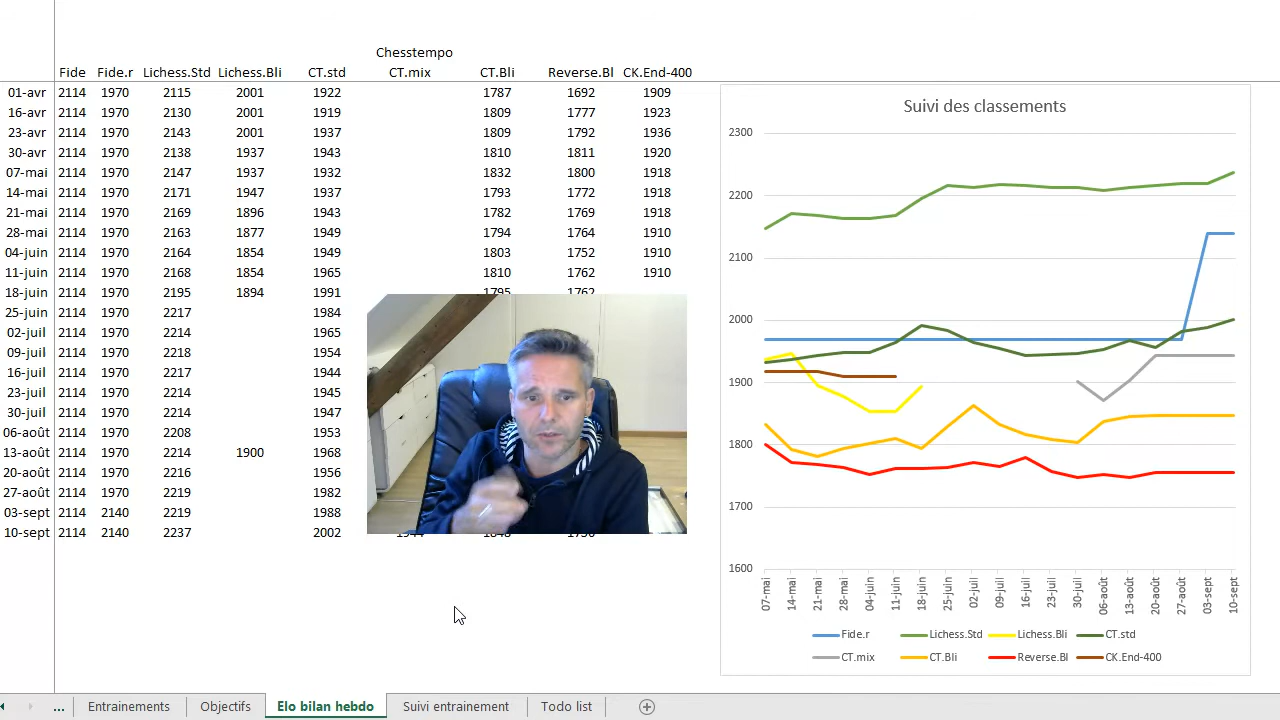 Chesstempo
Fide Fide.r Lichess.Std Lichess.Bli CT.std CT.mix CT.Bli Reverse.Bl CK.End-400
01-avr 2114 1970 2115 2001 1922 1787 1692 1909
16-avr 2114 1970 2130 2001 1919 1809 1777 1923
23-avr 2114 1970 2143 2001 1937 1809 1792 1936
30-avr 2114 1970 2138 1937 1943 1810 1811 1920
07-mai 2114 1970 2147 1937 1932 1832 1800 1918
14-mai 2114 1970 2171 1947 1937 1793 1772 1918
21-mai 2114 1970 2169 1896 1943 1782 1769 1918
28-mai 2114 1970 2163 1877 1949 1794 1764 1910
04-juin 2114 1970 2164 1854 1949 1803 1752 1910
11-juin 2114 1970 2168 1854 1965 1810 1762 1910
18-juin 2114 1970 2195 1894 1991 1795 1762
25-juin 2114 1970 2217 1984
02-juil 2114 1970 2214 1965
09-juil 2114 1970 2218 1954
16-juil 2114 1970 2217 1944
23-juil 2114 1970 2214 1945
30-juil 2114 1970 2214 1947
06-août 2114 1970 2208 1953
13-août 2114 1970 2214 1900 1968
20-août 2114 1970 2216 1956
27-août 2114 1970 2219 1982
03-sept 2114 2140 2219 1988
10-sept 2114 2140 2237 2002
Suivi des classements
2300
2200
2100
2000
1900
1800
1700
1600
07-mai 14-mai 21-mai 28-mai 04-juin 11-juin 18-juin 25-juin 02-juil 09-juil 16-juil 23-juil 30-juil 06-août 13-août 20-août 27-août 03-sept 10-sept
Fide.r Lichess.Std Lichess.Bli CT.std
CT.mix CT.Bli Reverse.Bl CK.End-400
... Entrainements Objectifs Elo bilan hebdo Suivi entrainement Todo list